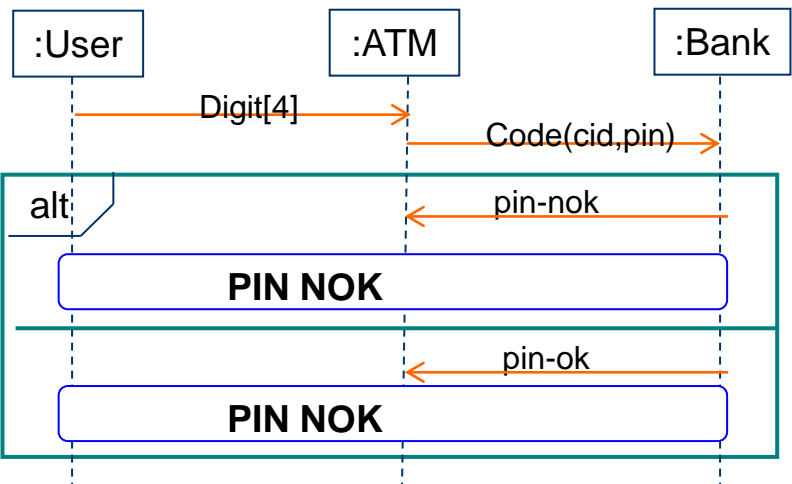 :User :ATM :Bank
Digit[4]
Code(cid,pin)
alt
pin-nok
PIN NOK
pin-ok
PIN NOK